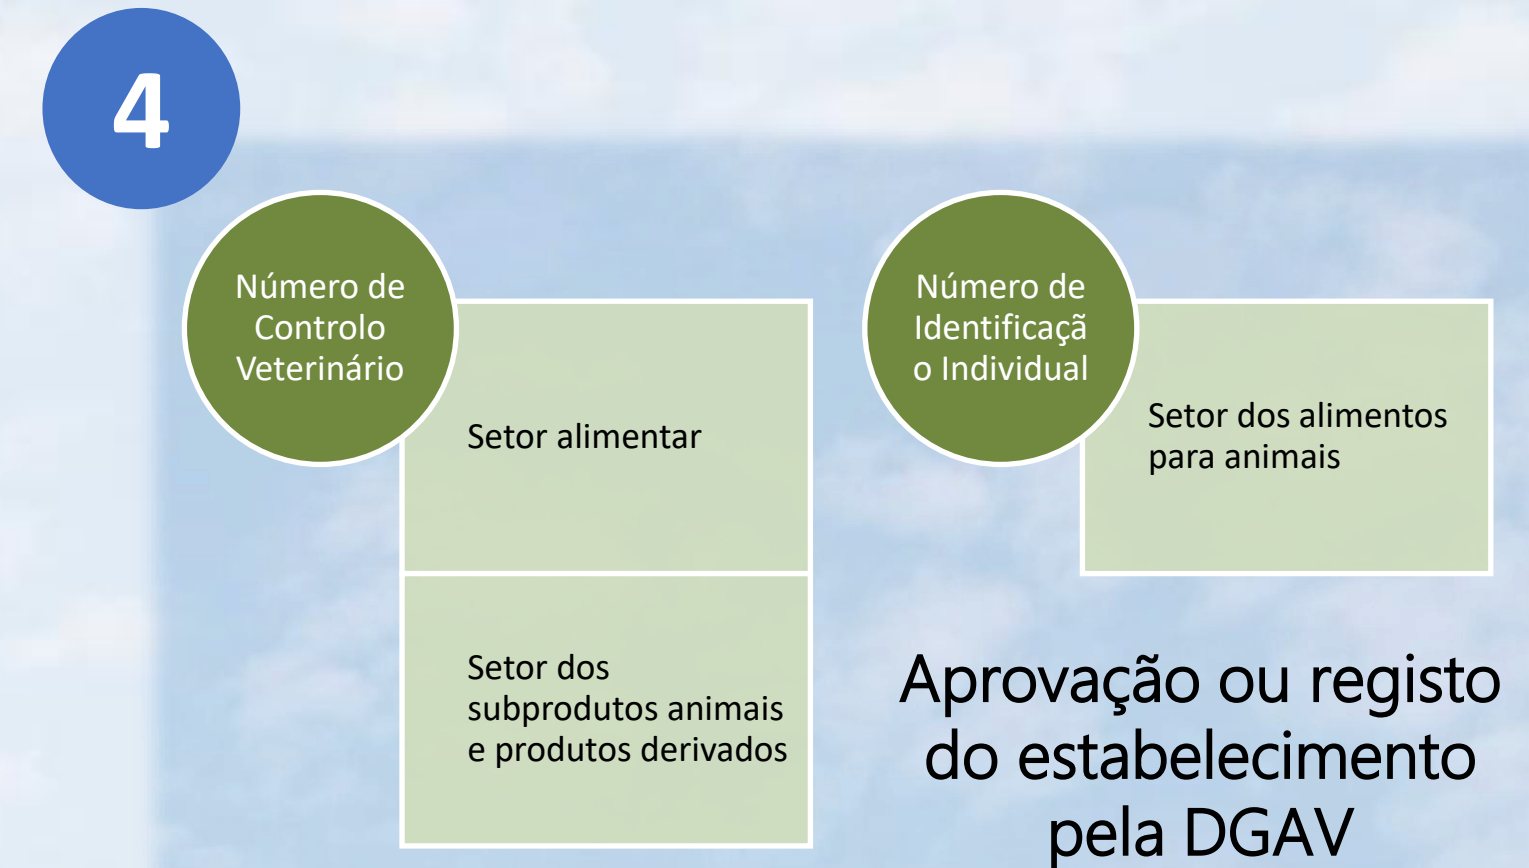 4
Número de
Controlo
Veterinário
Setor alimentar
Setor dos
subprodutos animais
e produtos derivados
Número de
Identificaçã
o Individual
Setor dos alimentos
para animais
Aprovação ou registo
do estabelecimento
pela DGAV